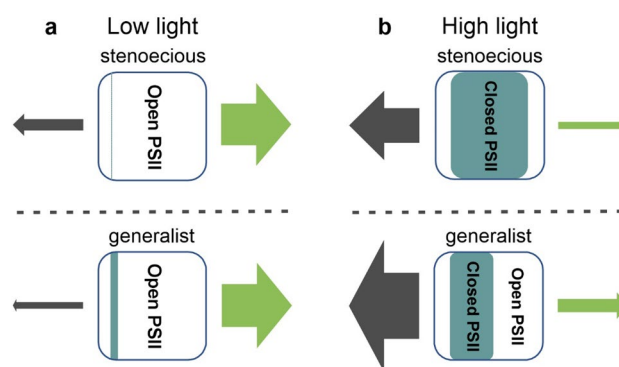 a
Low light
stenoecious
Open PSII
generalist
Open PSII
b
High light
stenoecious
Closed PSII
generalist
Closed PSII
Open PSII